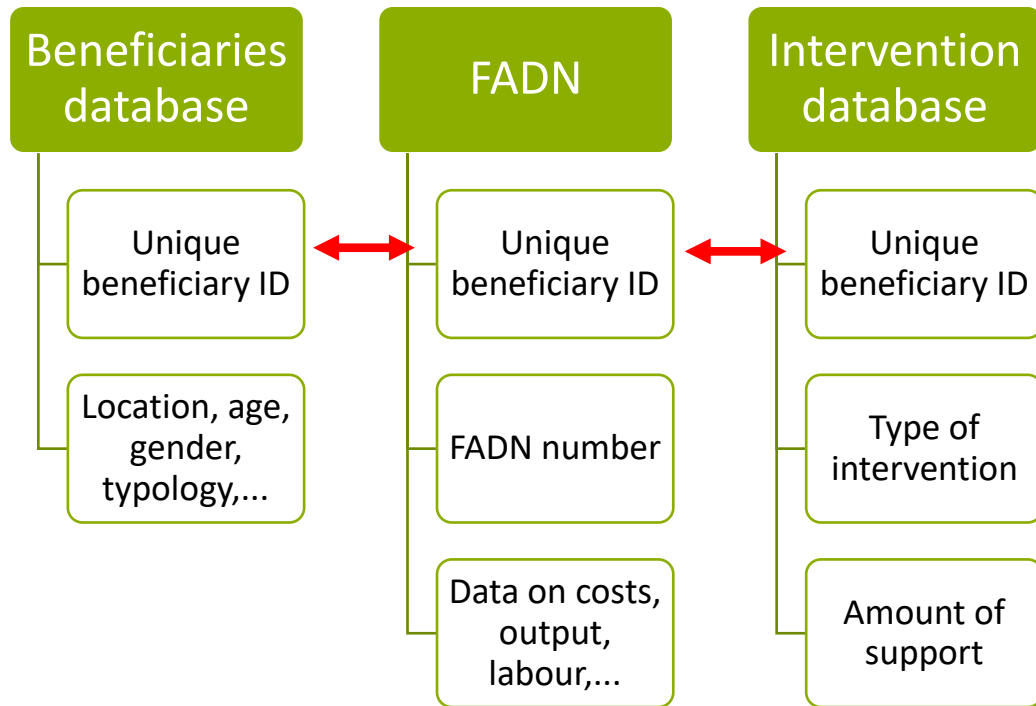 Beneficiaries
database
Unique
beneficiary ID
Location, age,
gender,
typology,...
FADN
Unique
beneficiary ID
FADN number
Data on costs,
output,
labour,...
Intervention
database
Unique
beneficiary ID
Type of
intervention
Amount of
support